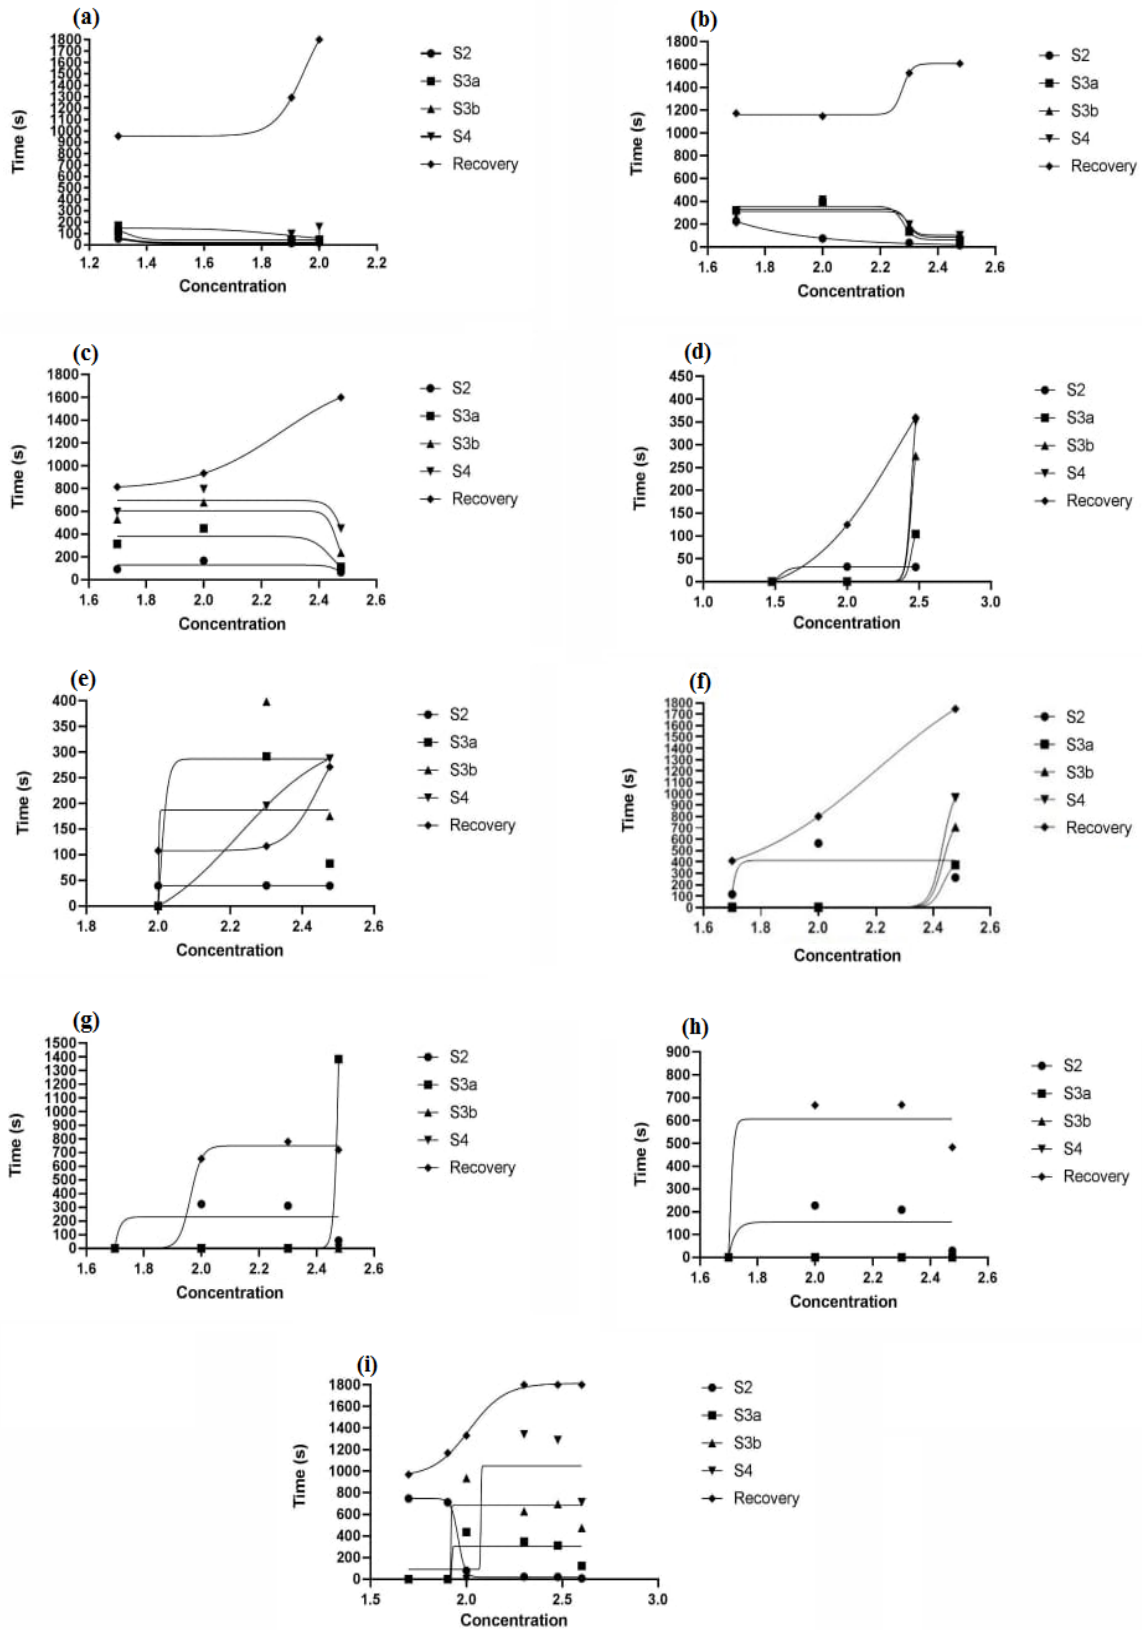 (a)
1800
1700
1600
1500
1400
1300
1200
1100
1000
900
800
700
600
500
400
300
200
100
0
Time (s)
1.2 1.4 1.6 1.8 2.0 2.2
Concentration
S2
S3a
S3b
S4
Recovery
(b)
1800
1600
1400
1200
1000
800
600
400
200
0
Time (s)
1.6 1.8 2.0 2.2 2.4 2.6
Concentration
S2
S3a
S3b
S4
Recovery
(c)
1800
1600
1400
1200
1000
800
600
400
200
0
Time (s)
1.6 1.8 2.0 2.2 2.4 2.6
Concentration
S2
S3a
S3b
S4
Recovery
(d)
450
400
350
300
250
200
150
100
50
0
Time (s)
1.0 1.5 2.0 2.5 3.0
Concentration
S2
S3a
S3b
S4
Recovery
(e)
400
350
300
250
200
150
100
50
0
Time (s)
1.8 2.0 2.2 2.4 2.6
Concentration
S2
S3a
S3b
S4
Recovery
(f)
1800
1700
1600
1500
1400
1300
1200
1100
1000
900
800
700
600
500
400
300
200
100
0
Time (s)
1.6 1.8 2.0 2.2 2.4 2.6
Concentration
S2
S3a
S3b
S4
Recovery
(g)
1500
1400
1300
1200
1100
1000
900
800
700
600
500
400
300
200
100
0
Time (s)
1.6 1.8 2.0 2.2 2.4 2.6
Concentration
S2
S3a
S3b
S4
Recovery
(h)
900
800
700
600
500
400
300
200
100
0
Time (s)
1.6 1.8 2.0 2.2 2.4 2.6
Concentration
S2
S3a
S3b
S4
Recovery
(i)
1800
1600
1400
1200
1000
800
600
400
200
0
Time (s)
1.5 2.0 2.5 3.0
Concentration
S2
S3a
S3b
S4
Recovery